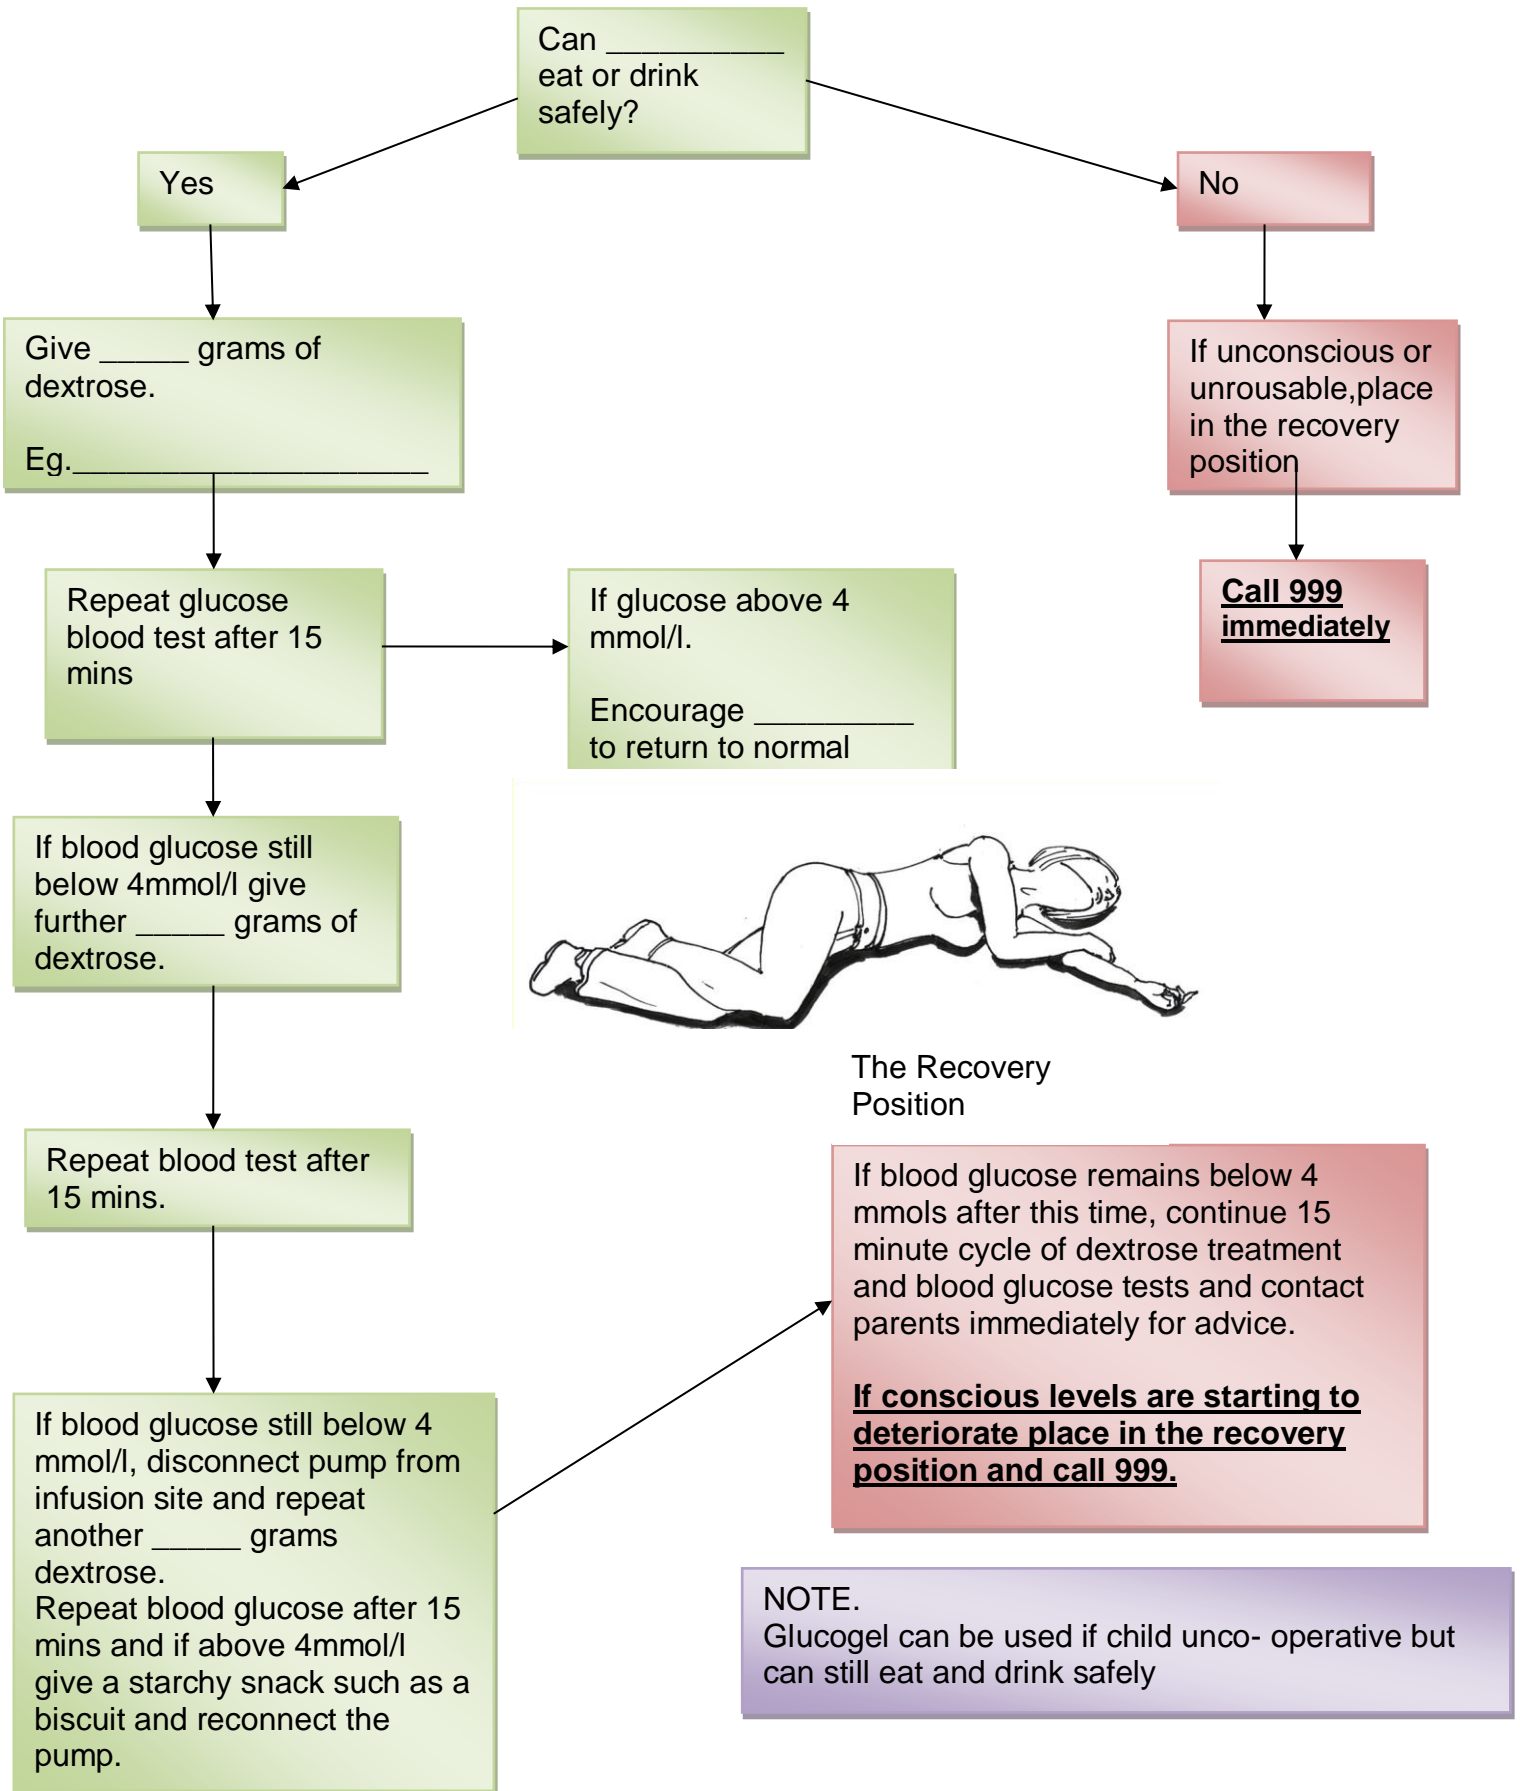 Can __________
eat or drink
safely?
Yes
No
Give _____ grams of
dextrose.
Eg.____________________
If unconscious or
unrousable,place
in the recovery
position
Repeat glucose
blood test after 15
mins
If glucose above 4
mmol/l.
Encourage _________
to return to normal
Call 999
immediately
If blood glucose still
below 4mmol/l give
further _____ grams of
dextrose.
The Recovery
Position
Repeat blood test after
15 mins.
If blood glucose remains below 4
mmols after this time, continue 15
minute cycle of dextrose treatment
and blood glucose tests and contact
parents immediately for advice.
If conscious levels are starting to
deteriorate place in the recovery
position and call 999.
If blood glucose still below 4
mmol/l, disconnect pump from
infusion site and repeat
another _____ grams
dextrose.
Repeat blood glucose after 15
mins and if above 4mmol/l
give a starchy snack such as a
biscuit and reconnect the
pump.
NOTE.
Glucogel can be used if child unco- operative but
can still eat and drink safely